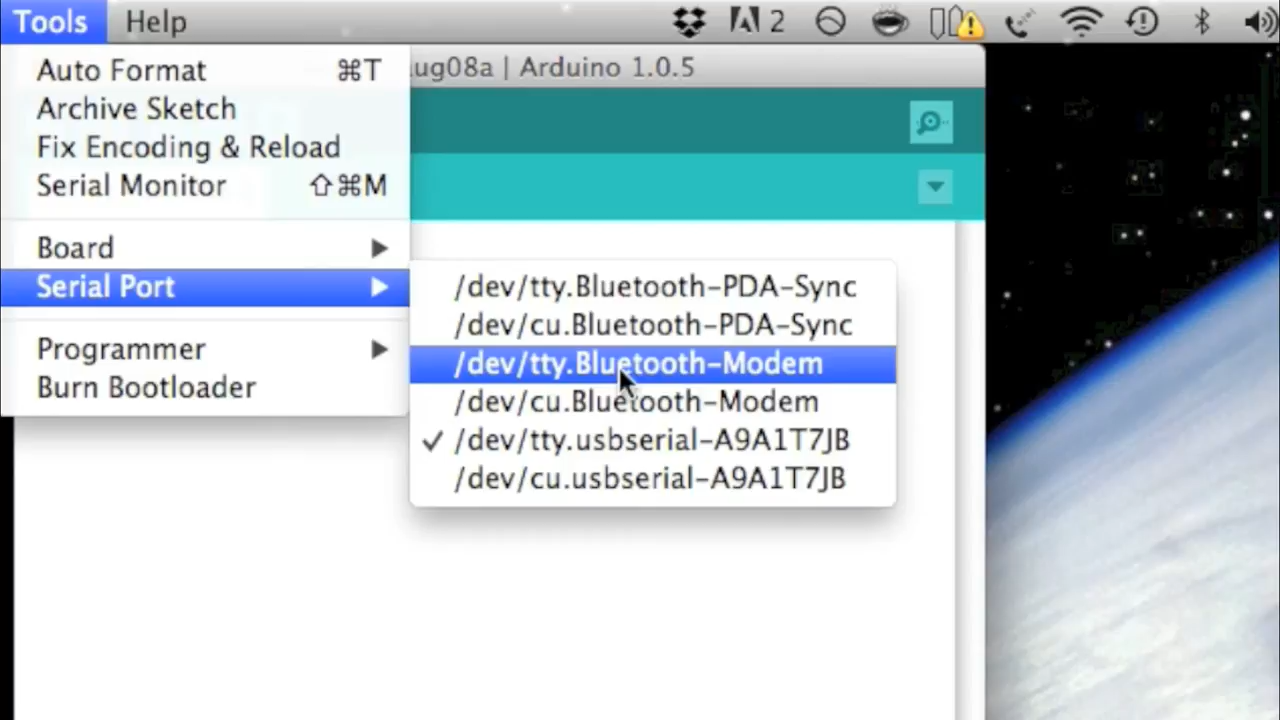 Tools Help 2
Auto Format ⌘T
ug08a | Arduino 1.0.5
Archive Sketch
Fix Encoding & Reload
Serial Monitor ⇧⌘M
Board
Serial Port
/dev/tty.Bluetooth-PDA-Sync
/dev/cu.Bluetooth-PDA-Sync
/dev/tty.Bluetooth-Modem
/dev/cu.Bluetooth-Modem
/dev/tty.usbserial-A9A1T7JB
/dev/cu.usbserial-A9A1T7JB
Programmer
Burn Bootloader